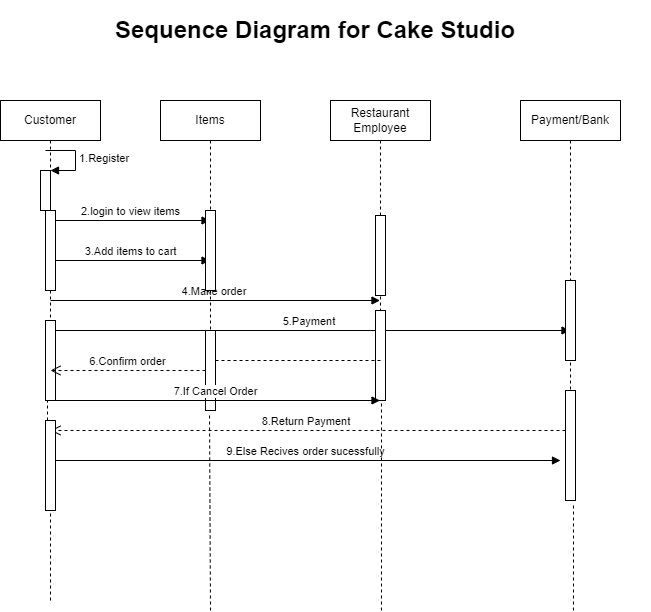 Sequence Diagram for Cake Studio
Customer
Items
Restaurant
Employee
Payment/Bank
1.Register
2.login to view items
3.Add items to cart
4.Make order
5.Payment
6.Confirm order
7.If Cancel Order
8.Return Payment
9.Else Recives order sucessfully